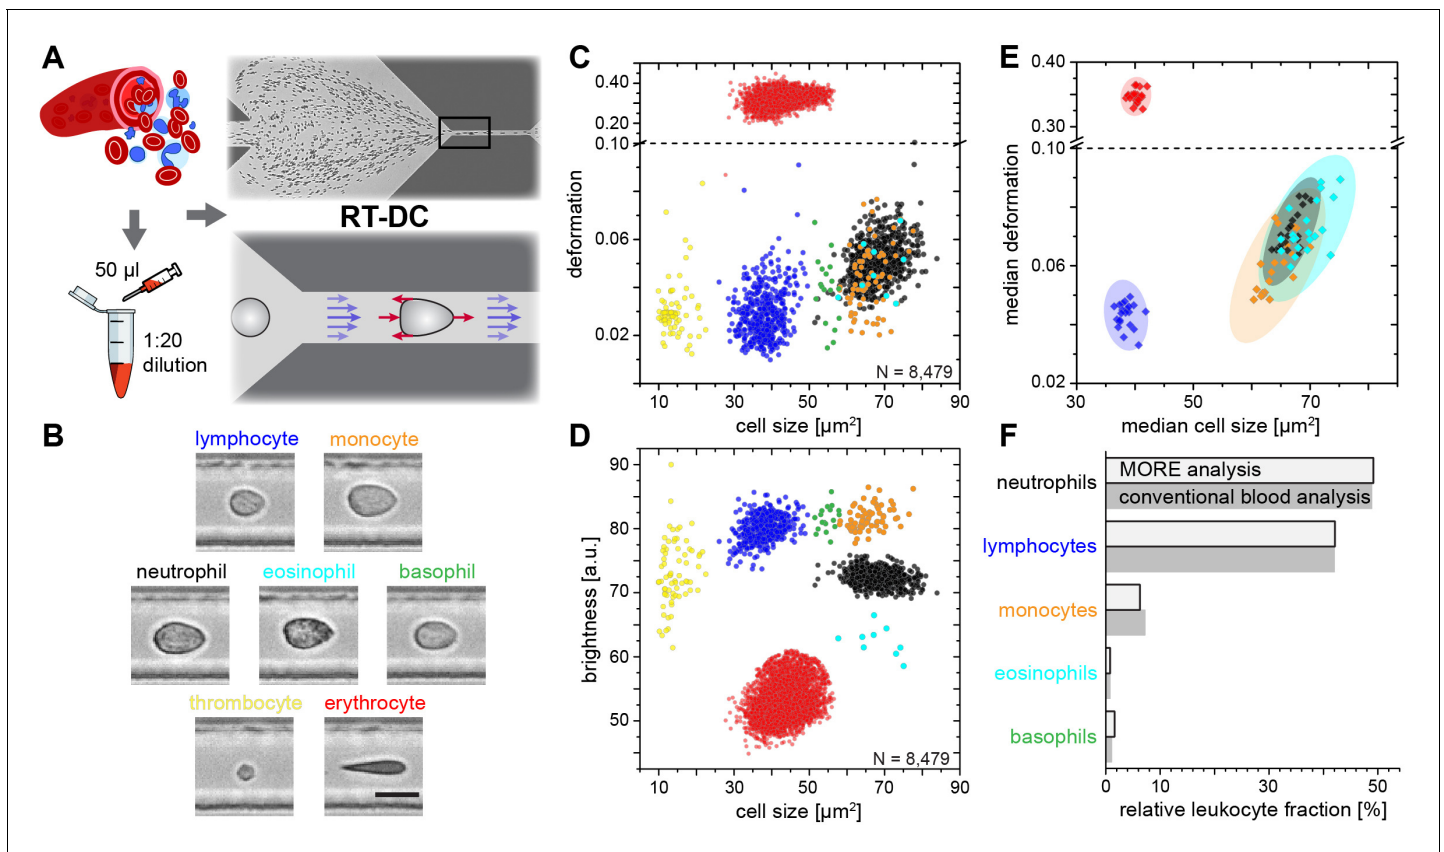 A
50 µl
1:20
dilution
RT-DC
B
lymphocyte
monocyte
neutrophil
eosinophil
basophil
thrombocyte
erythrocyte
C
deformation
0.40
0.20
0.10
0.06
0.02
N = 8,479
10 30 50 70 90
cell size [µm²]
D
brightness [a.u.]
90
80
70
60
50
N = 8,479
10 30 50 70 90
cell size [µm²]
E
median deformation
0.40
0.30
0.10
0.06
0.02
30 50 70
median cell size [µm²]
F
neutrophils
MORE analysis
conventional blood analysis
lymphocytes
monocytes
eosinophils
basophils
0 10 30 50
relative leukocyte fraction [%]